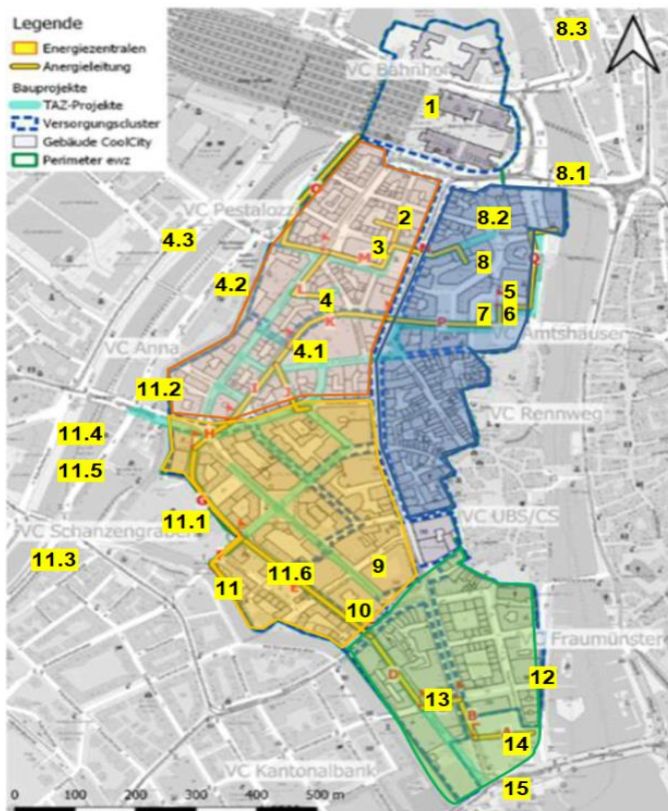 Legende
Energiezentralen
Anergieleitung
Bauprojekte
TAZ-Projekte
Versorgungscluster
Gebäude CoolCity
Perimeter ewz
8.3
VC Bahnhof
1
8.1
2
8.2
VC Pestalozzi
4.3
3
M
8
4.2
L
4
5
Q
K
7
6
P
VC Amtshäuser
4.1
VC Anna
11.2
I
VC Rennweg
11.4
H
11.5
G
11.1
VC UBS/CS
VC Schanzengraben
11.3
11
11.6
9
E
10
VC Fraumünster
12
D
13
B
A
14
VC Kantonalbank
15
0
100
200
300
400
500 m